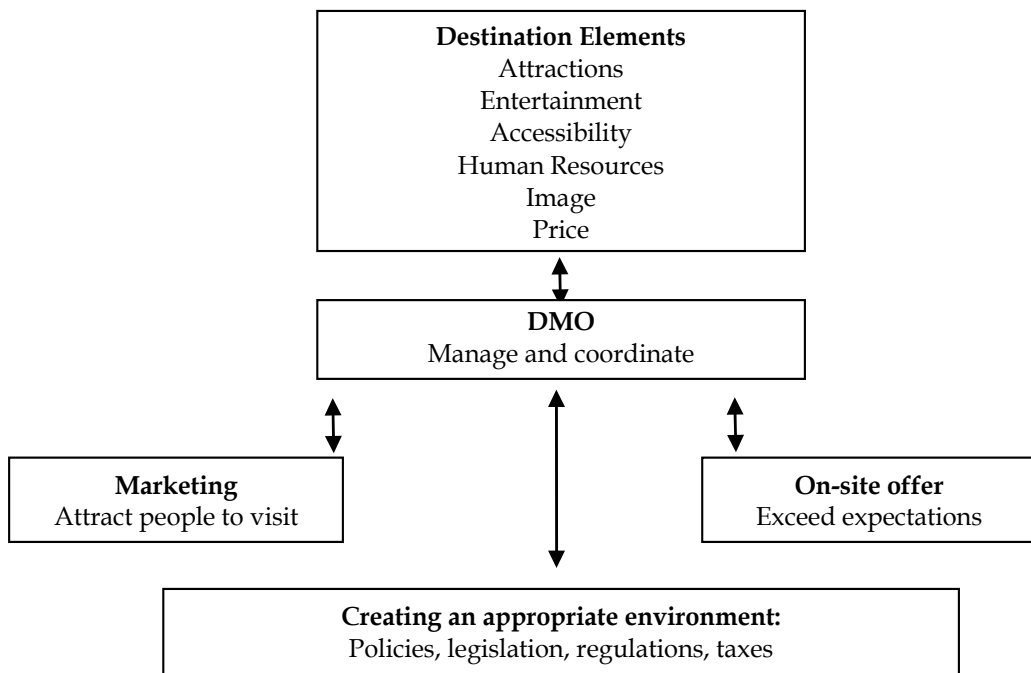 Destination Elements
Attractions
Entertainment
Accessibility
Human Resources
Image
Price
DMO
Manage and coordinate
Marketing
Attract people to visit
On-site offer
Exceed expectations
Creating an appropriate environment:
Policies, legislation, regulations, taxes